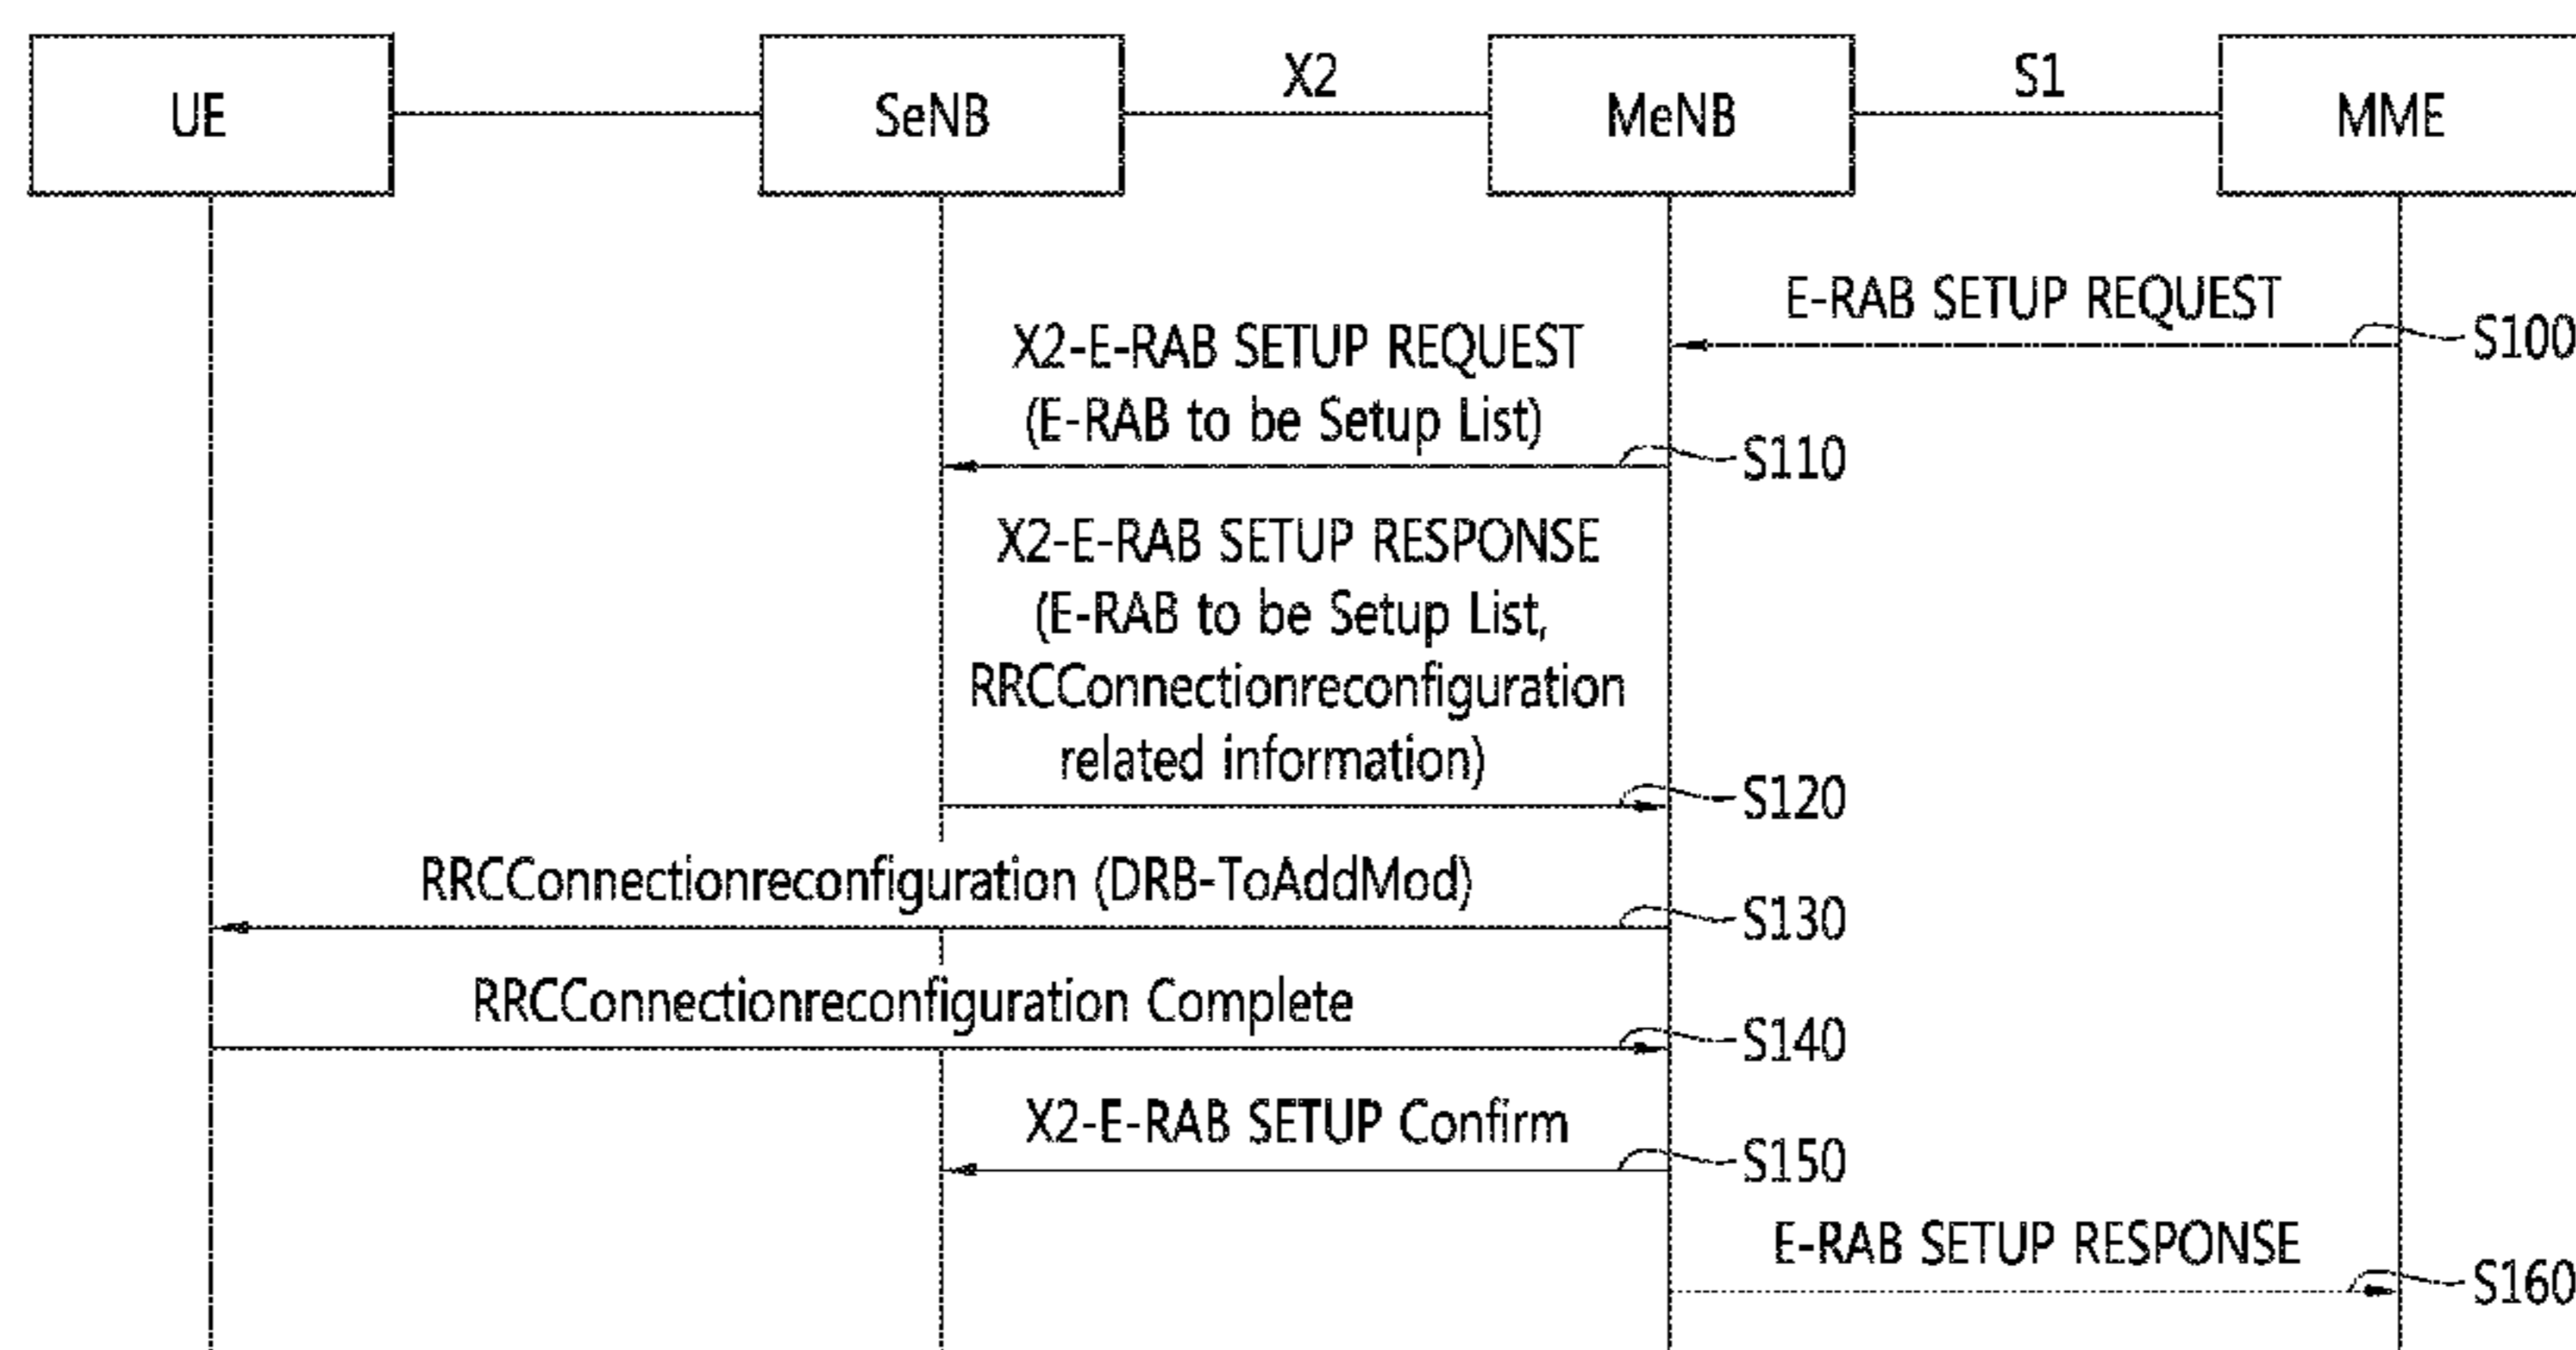 UE
SeNB
X2
MeNB
S1
MME
E-RAB SETUP REQUEST
S100
X2-E-RAB SETUP REQUEST
(E-RAB to be Setup List)
S110
X2-E-RAB SETUP RESPONSE
(E-RAB to be Setup List,
RRCConnectionreconfiguration
related information)
S120
RRCConnectionreconfiguration (DRB-ToAddMod)
S130
RRCConnectionreconfiguration Complete
S140
X2-E-RAB SETUP Confirm
S150
E-RAB SETUP RESPONSE
S160